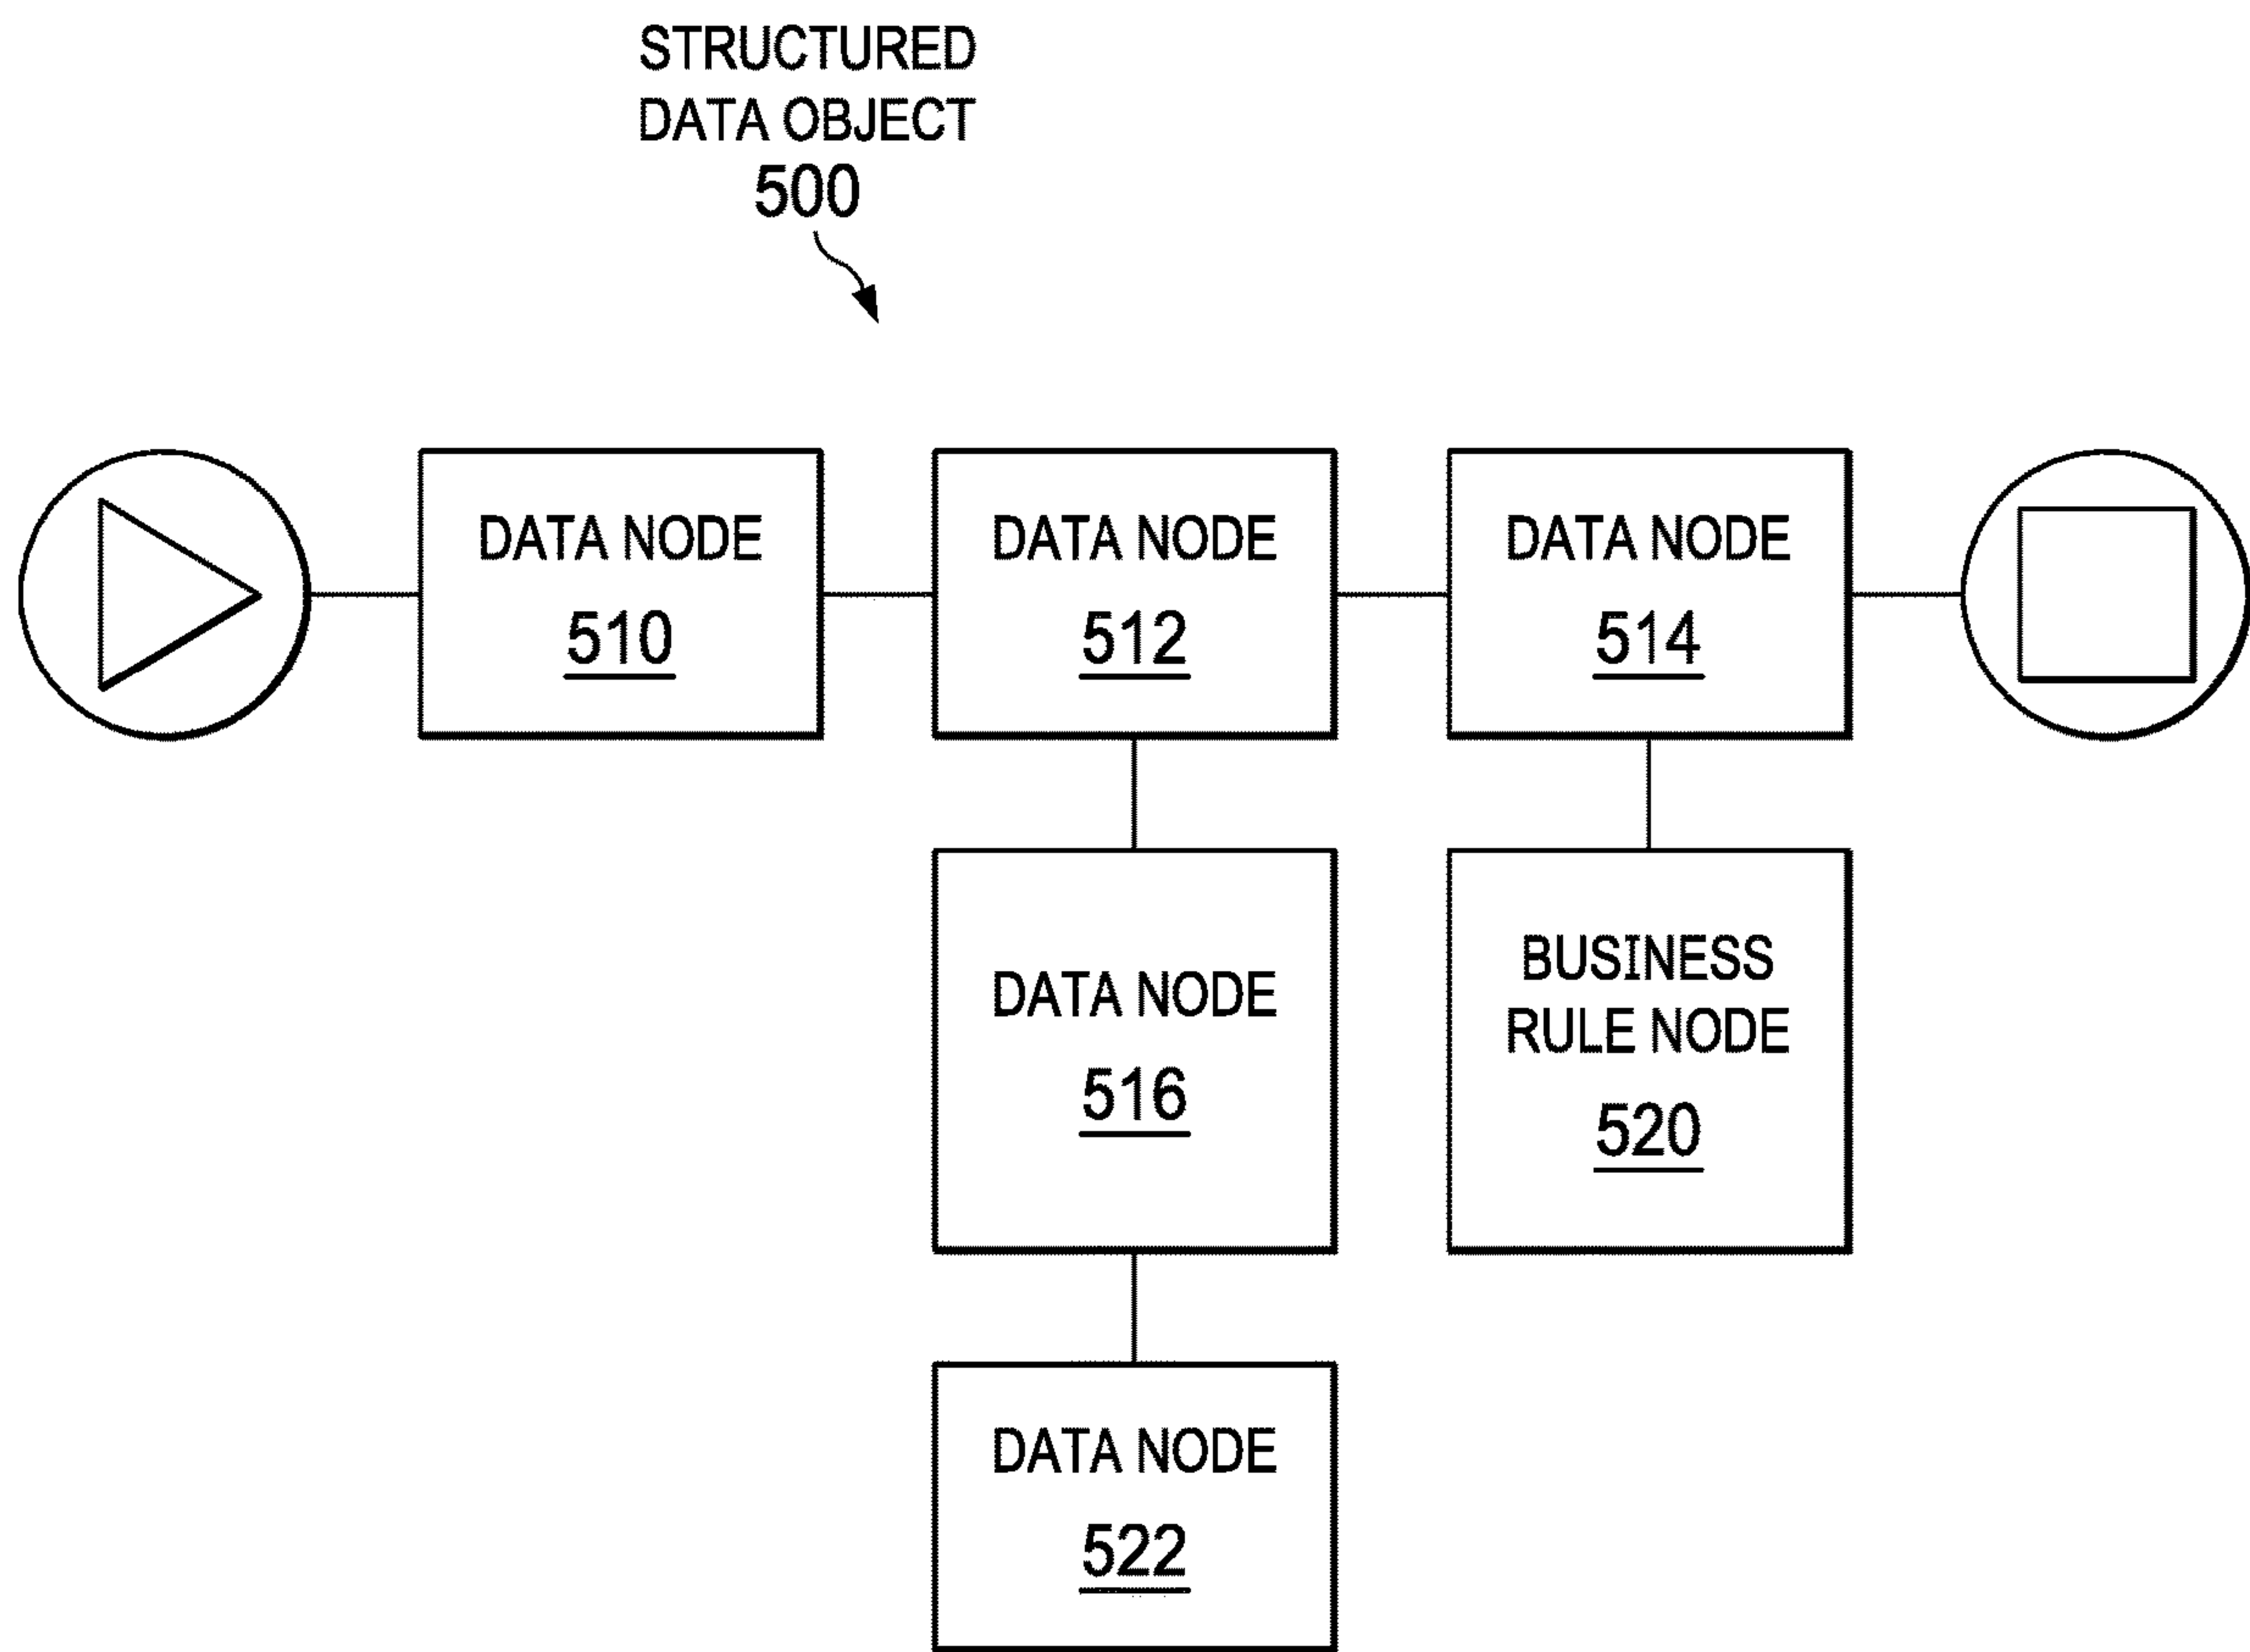 STRUCTURED
DATA OBJECT
500
DATA NODE
510
DATA NODE
512
DATA NODE
514
DATA NODE
516
BUSINESS
RULE NODE
520
DATA NODE
522